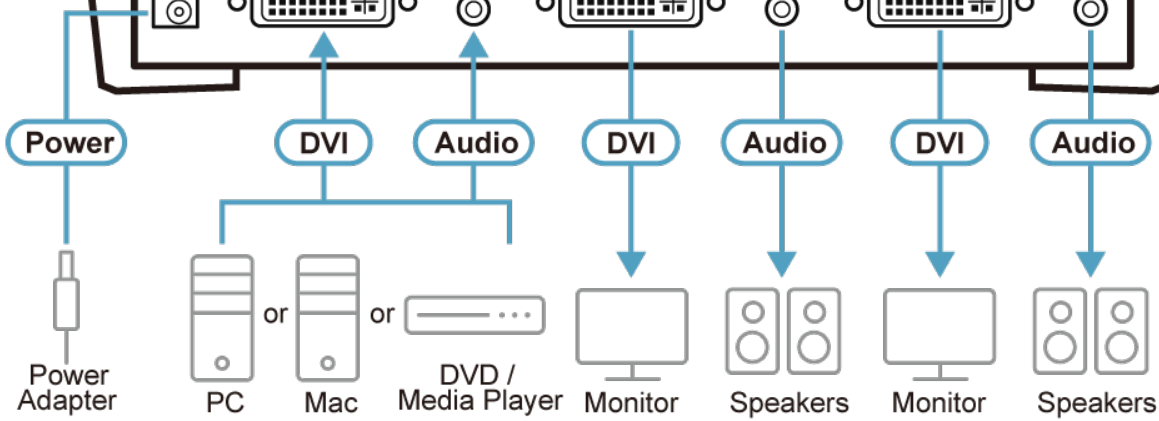 Power DVI Audio DVI Audio DVI Audio
or or
Power Adapter
PC
Mac
DVD /
Media Player
Monitor
Speakers
Monitor
Speakers